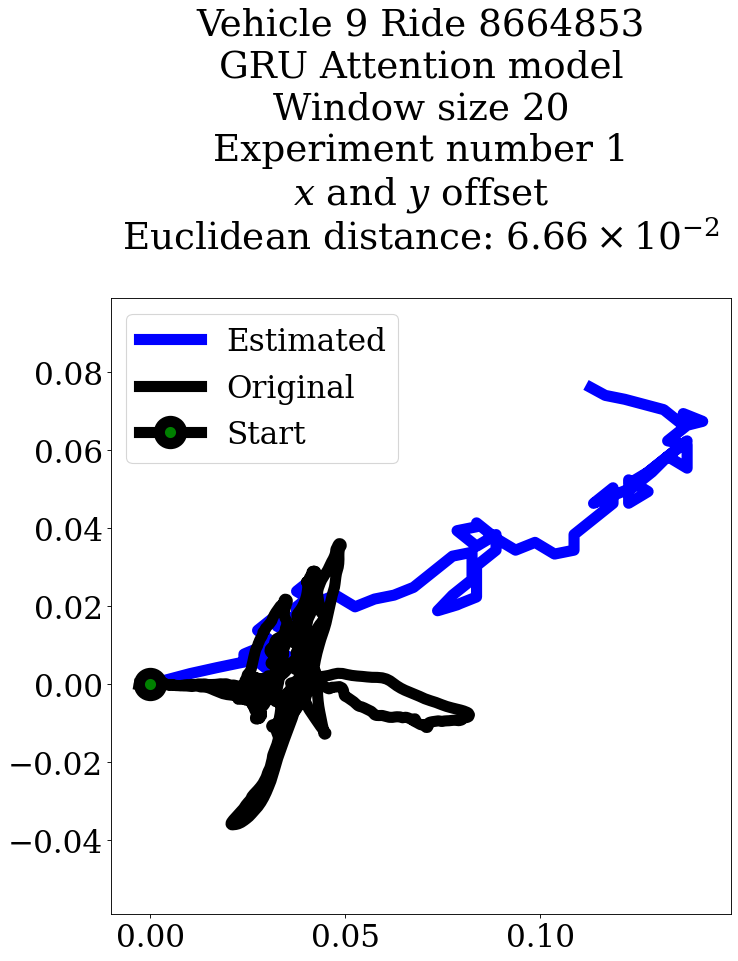 Vehicle 9 Ride 8664853
GRU Attention model
Window size 20
Experiment number 1
x and y offset
Euclidean distance: 6.66 × 10⁻²
Estimated
Original
Start
0.08
0.06
0.04
0.02
0.00
−0.02
−0.04
0.00 0.05 0.10